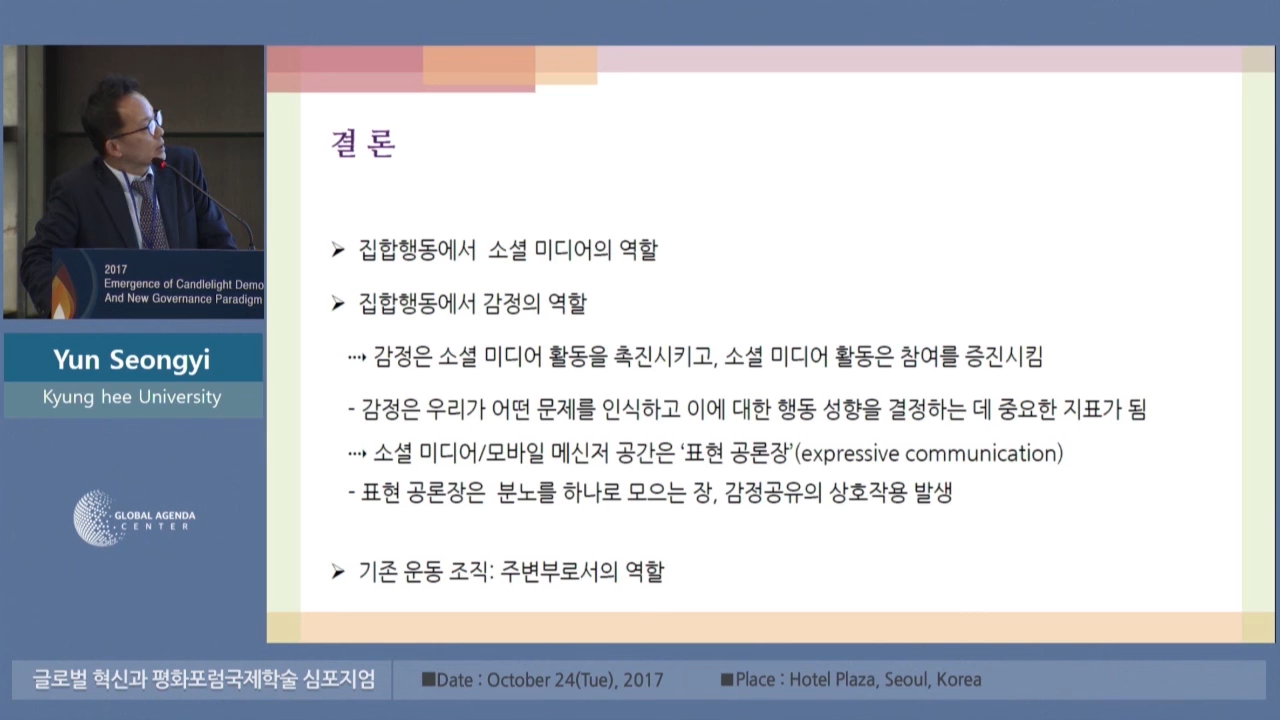 결 론
➢ 집합행동에서 소셜 미디어의 역할
➢ 집합행동에서 감정의 역할
⤑ 감정은 소셜 미디어 활동을 촉진시키고, 소셜 미디어 활동은 참여를 증진시킴
- 감정은 우리가 어떤 문제를 인식하고 이에 대한 행동 성향을 결정하는 데 중요한 지표가 됨
⤑ 소셜 미디어/모바일 메신저 공간은 ‘표현 공론장’(expressive communication)
- 표현 공론장은 분노를 하나로 모으는 장, 감정공유의 상호작용 발생
➢ 기존 운동 조직: 주변부로서의 역할
2017
Emergence of Candlelight Demo
And New Governance Paradigm
Yun Seongyi
Kyung hee University
GLOBAL AGENDA
CENTER
글로벌 혁신과 평화포럼국제학술 심포지엄
■Date : October 24(Tue), 2017
■Place : Hotel Plaza, Seoul, Korea